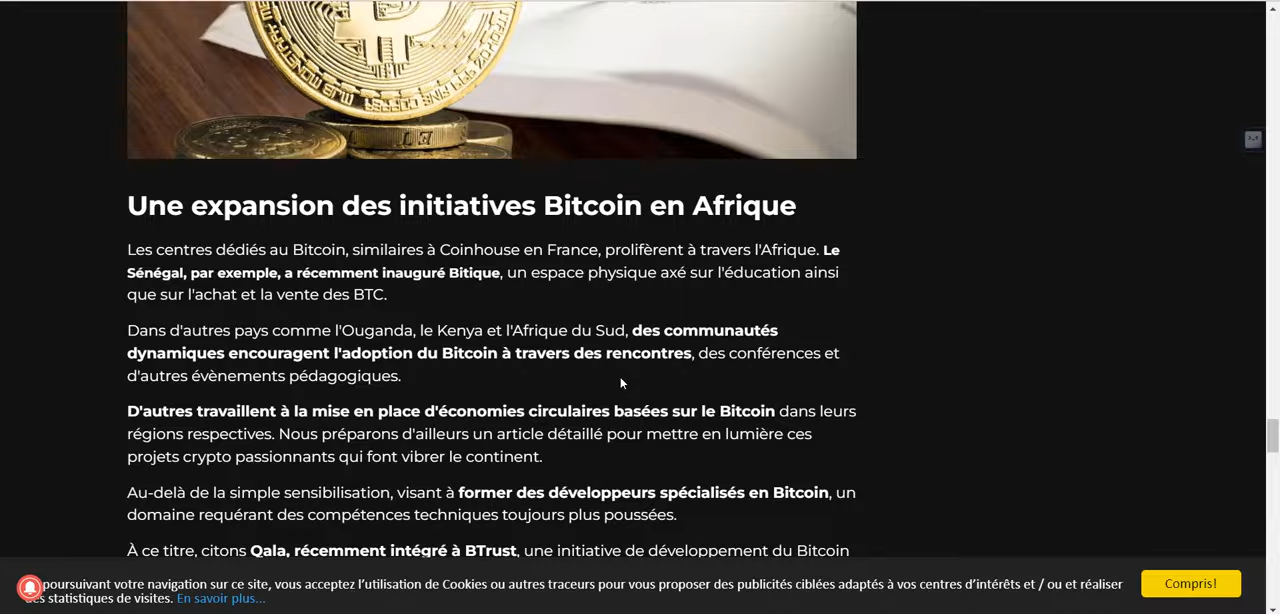 Une expansion des initiatives Bitcoin en Afrique
Les centres dédiés au Bitcoin, similaires à Coinhouse en France, prolifèrent à travers l'Afrique. Le
Sénégal, par exemple, a récemment inauguré Bitique, un espace physique axé sur l'éducation ainsi
que sur l'achat et la vente des BTC.
Dans d'autres pays comme l'Ouganda, le Kenya et l'Afrique du Sud, des communautés
dynamiques encouragent l'adoption du Bitcoin à travers des rencontres, des conférences et
d'autres évènements pédagogiques.
D'autres travaillent à la mise en place d'économies circulaires basées sur le Bitcoin dans leurs
régions respectives. Nous préparons d'ailleurs un article détaillé pour mettre en lumière ces
projets crypto passionnants qui font vibrer le continent.
Au-delà de la simple sensibilisation, visant à former des développeurs spécialisés en Bitcoin, un
domaine requérant des compétences techniques toujours plus poussées.
À ce titre, citons Qala, récemment intégré à BTrust, une initiative de développement du Bitcoin
poursuivant votre navigation sur ce site, vous acceptez l'utilisation de Cookies ou autres traceurs pour vous proposer des publicités ciblées adaptés à vos centres d'intérêts et / ou et réaliser
des statistiques de visites. En savoir plus...
Compris!